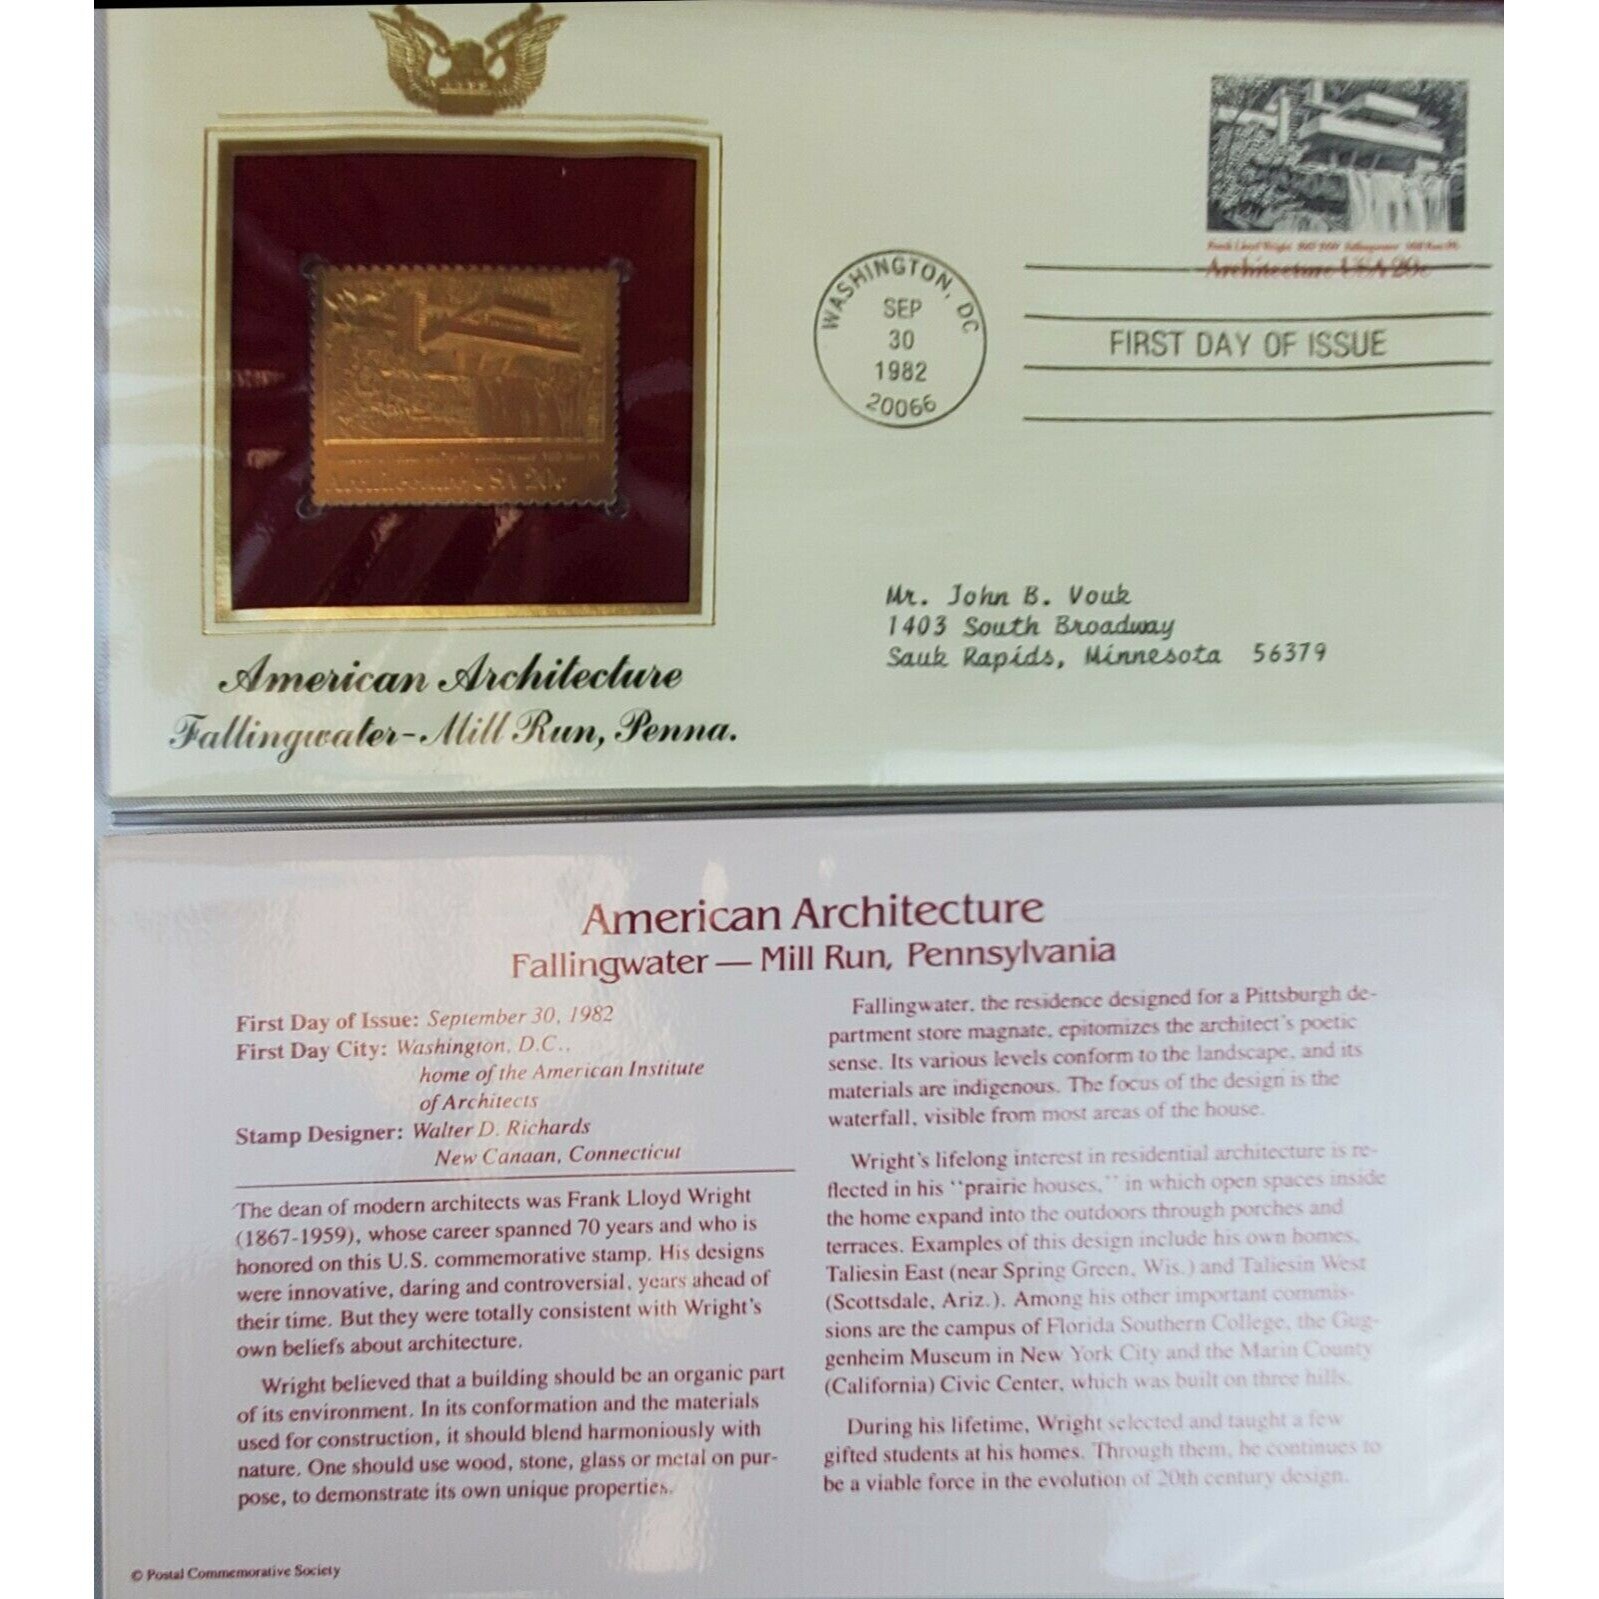 Frank Lloyd Wright 1867-1959 Fallingwater Mill Run PA
Architecture USA 20c
WASHINGTON, DC
SEP
30
1982
20066
FIRST DAY OF ISSUE
Architecture USA 20c
Mr. John B. Vouk
1403 South Broadway
Sauk Rapids, Minnesota 56379
American Architecture
Fallingwater-Mill Run, Penna.
American Architecture
Fallingwater — Mill Run, Pennsylvania
First Day of Issue: September 30, 1982
First Day City: Washington, D.C.,
home of the American Institute
of Architects
Stamp Designer: Walter D. Richards
New Canaan, Connecticut
The dean of modern architects was Frank Lloyd Wright
(1867-1959), whose career spanned 70 years and who is
honored on this U.S. commemorative stamp. His designs
were innovative, daring and controversial, years ahead of
their time. But they were totally consistent with Wright's
own beliefs about architecture.
Wright believed that a building should be an organic part
of its environment. In its conformation and the materials
used for construction, it should blend harmoniously with
nature. One should use wood, stone, glass or metal on pur-
pose, to demonstrate its own unique properties.
Fallingwater, the residence designed for a Pittsburgh de-
partment store magnate, epitomizes the architect's poetic
sense. Its various levels conform to the landscape, and its
materials are indigenous. The focus of the design is the
waterfall, visible from most areas of the house.
Wright's lifelong interest in residential architecture is re-
flected in his "prairie houses," in which open spaces inside
the home expand into the outdoors through porches and
terraces. Examples of this design include his own homes,
Taliesin East (near Spring Green, Wis.) and Taliesin West
(Scottsdale, Ariz.). Among his other important commis-
sions are the campus of Florida Southern College, the Gug-
genheim Museum in New York City and the Marin County
(California) Civic Center, which was built on three hills.
During his lifetime, Wright selected and taught a few
gifted students at his homes. Through them, he continues to
be a viable force in the evolution of 20th century design.
© Postal Commemorative Society